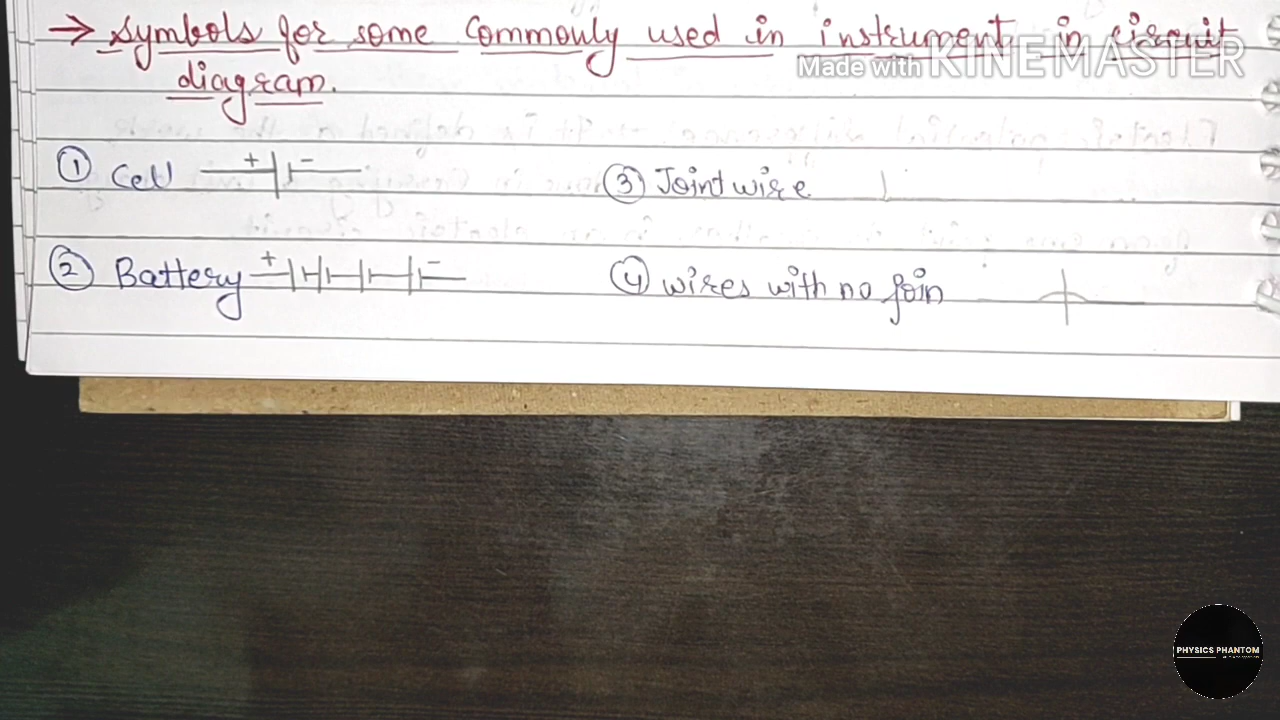 → Symbols for some Commonly used in instrument in circuit
diagram.
Made with KINEMASTER
① Cell + -
③ Joint wire
② Battery + -
④ wires with no join
PHYSICS PHANTOM